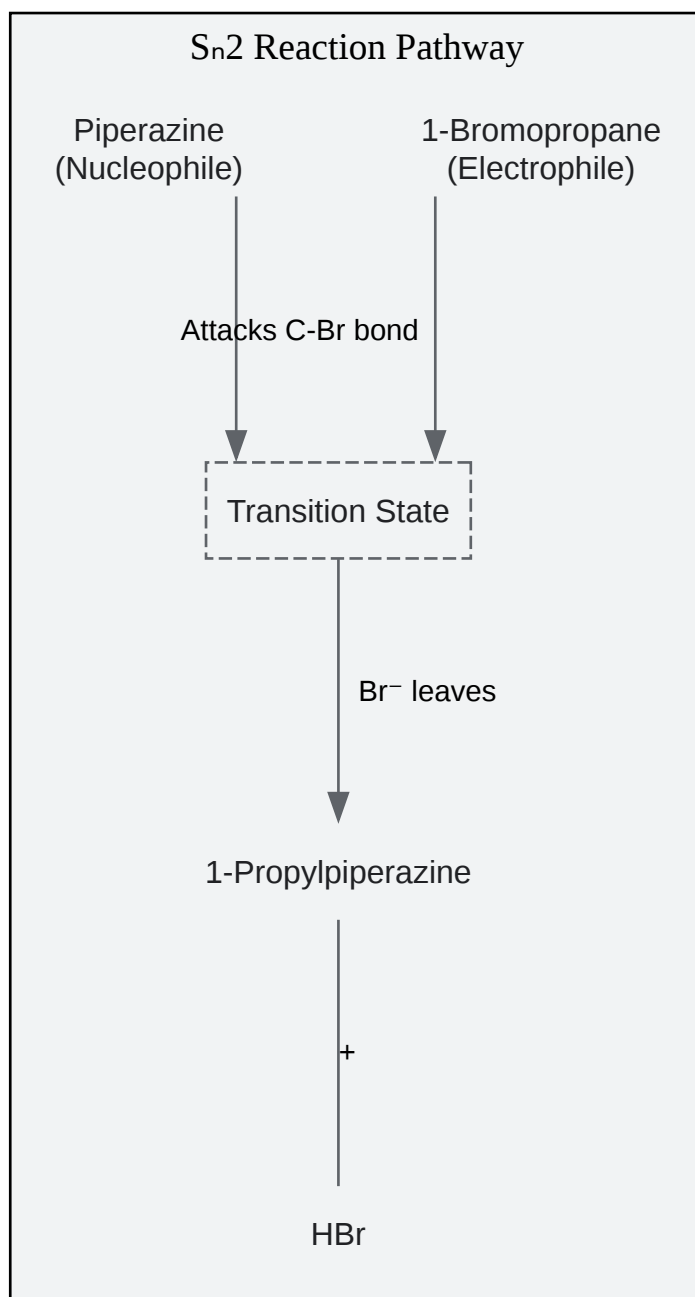 Sₙ2 Reaction Pathway
Piperazine
(Nucleophile)
1-Bromopropane
(Electrophile)
Attacks C-Br bond
Transition State
Br⁻ leaves
1-Propylpiperazine
+
HBr